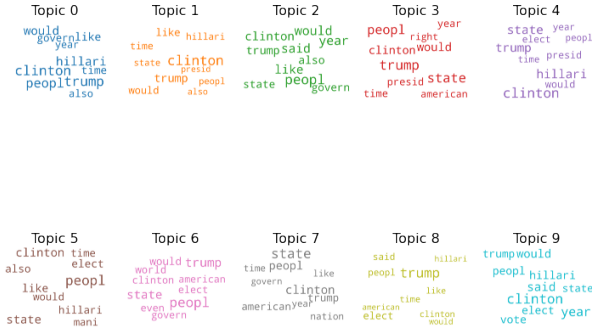 Topic 0 Topic 1 Topic 2 Topic 3 Topic 4
would
govern like
year
hillari
clinton time
peopl trump
also
like hillari
time
state clinton
presid
trump peopl
would also
clinton would
year
trump said
also
like
peopl
state govern
year
peopl right
clinton would
trump
presid state
time american
state year
elect peopl
trump
time presid
hillari
would
clinton
Topic 5 Topic 6 Topic 7 Topic 8 Topic 9
clinton time
also elect
peopl
like
would
hillari
state mani
would trump
world
clinton american
state elect
even peopl
govern
state
time peopl
like
govern
clinton
trump
american year
nation
said hillari
peopl trump
like
time
american
elect clinton
would
trump would
peopl hillari
said state
clinton
elect year
vote